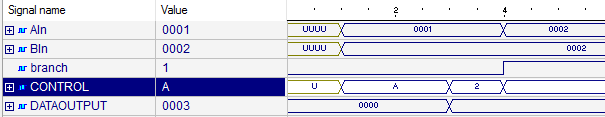 Signal name Value 2 4
AIn 0001 UUUU 0001 0002
BIn 0002 UUUU 0002
branch 1
CONTROL A U A 2
DATAOUTPUT 0003 0000